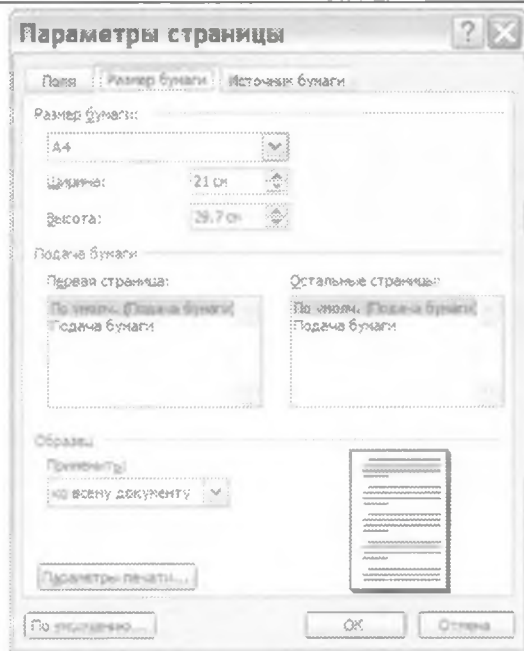 Параметры страницы
Поля Размер бумаги Источник бумаги
Размер бумаги:
A4
Ширина: 21 см
Высота: 29,7 см
Подача бумаги
Первая страница: Остальные страницы:
По умолч. (Подача бумаги) По умолч. (Подача бумаги)
Подача бумаги Подача бумаги
Образец
Применить:
ко всему документу
Параметры печати...
По умолчанию... ОК Отмена